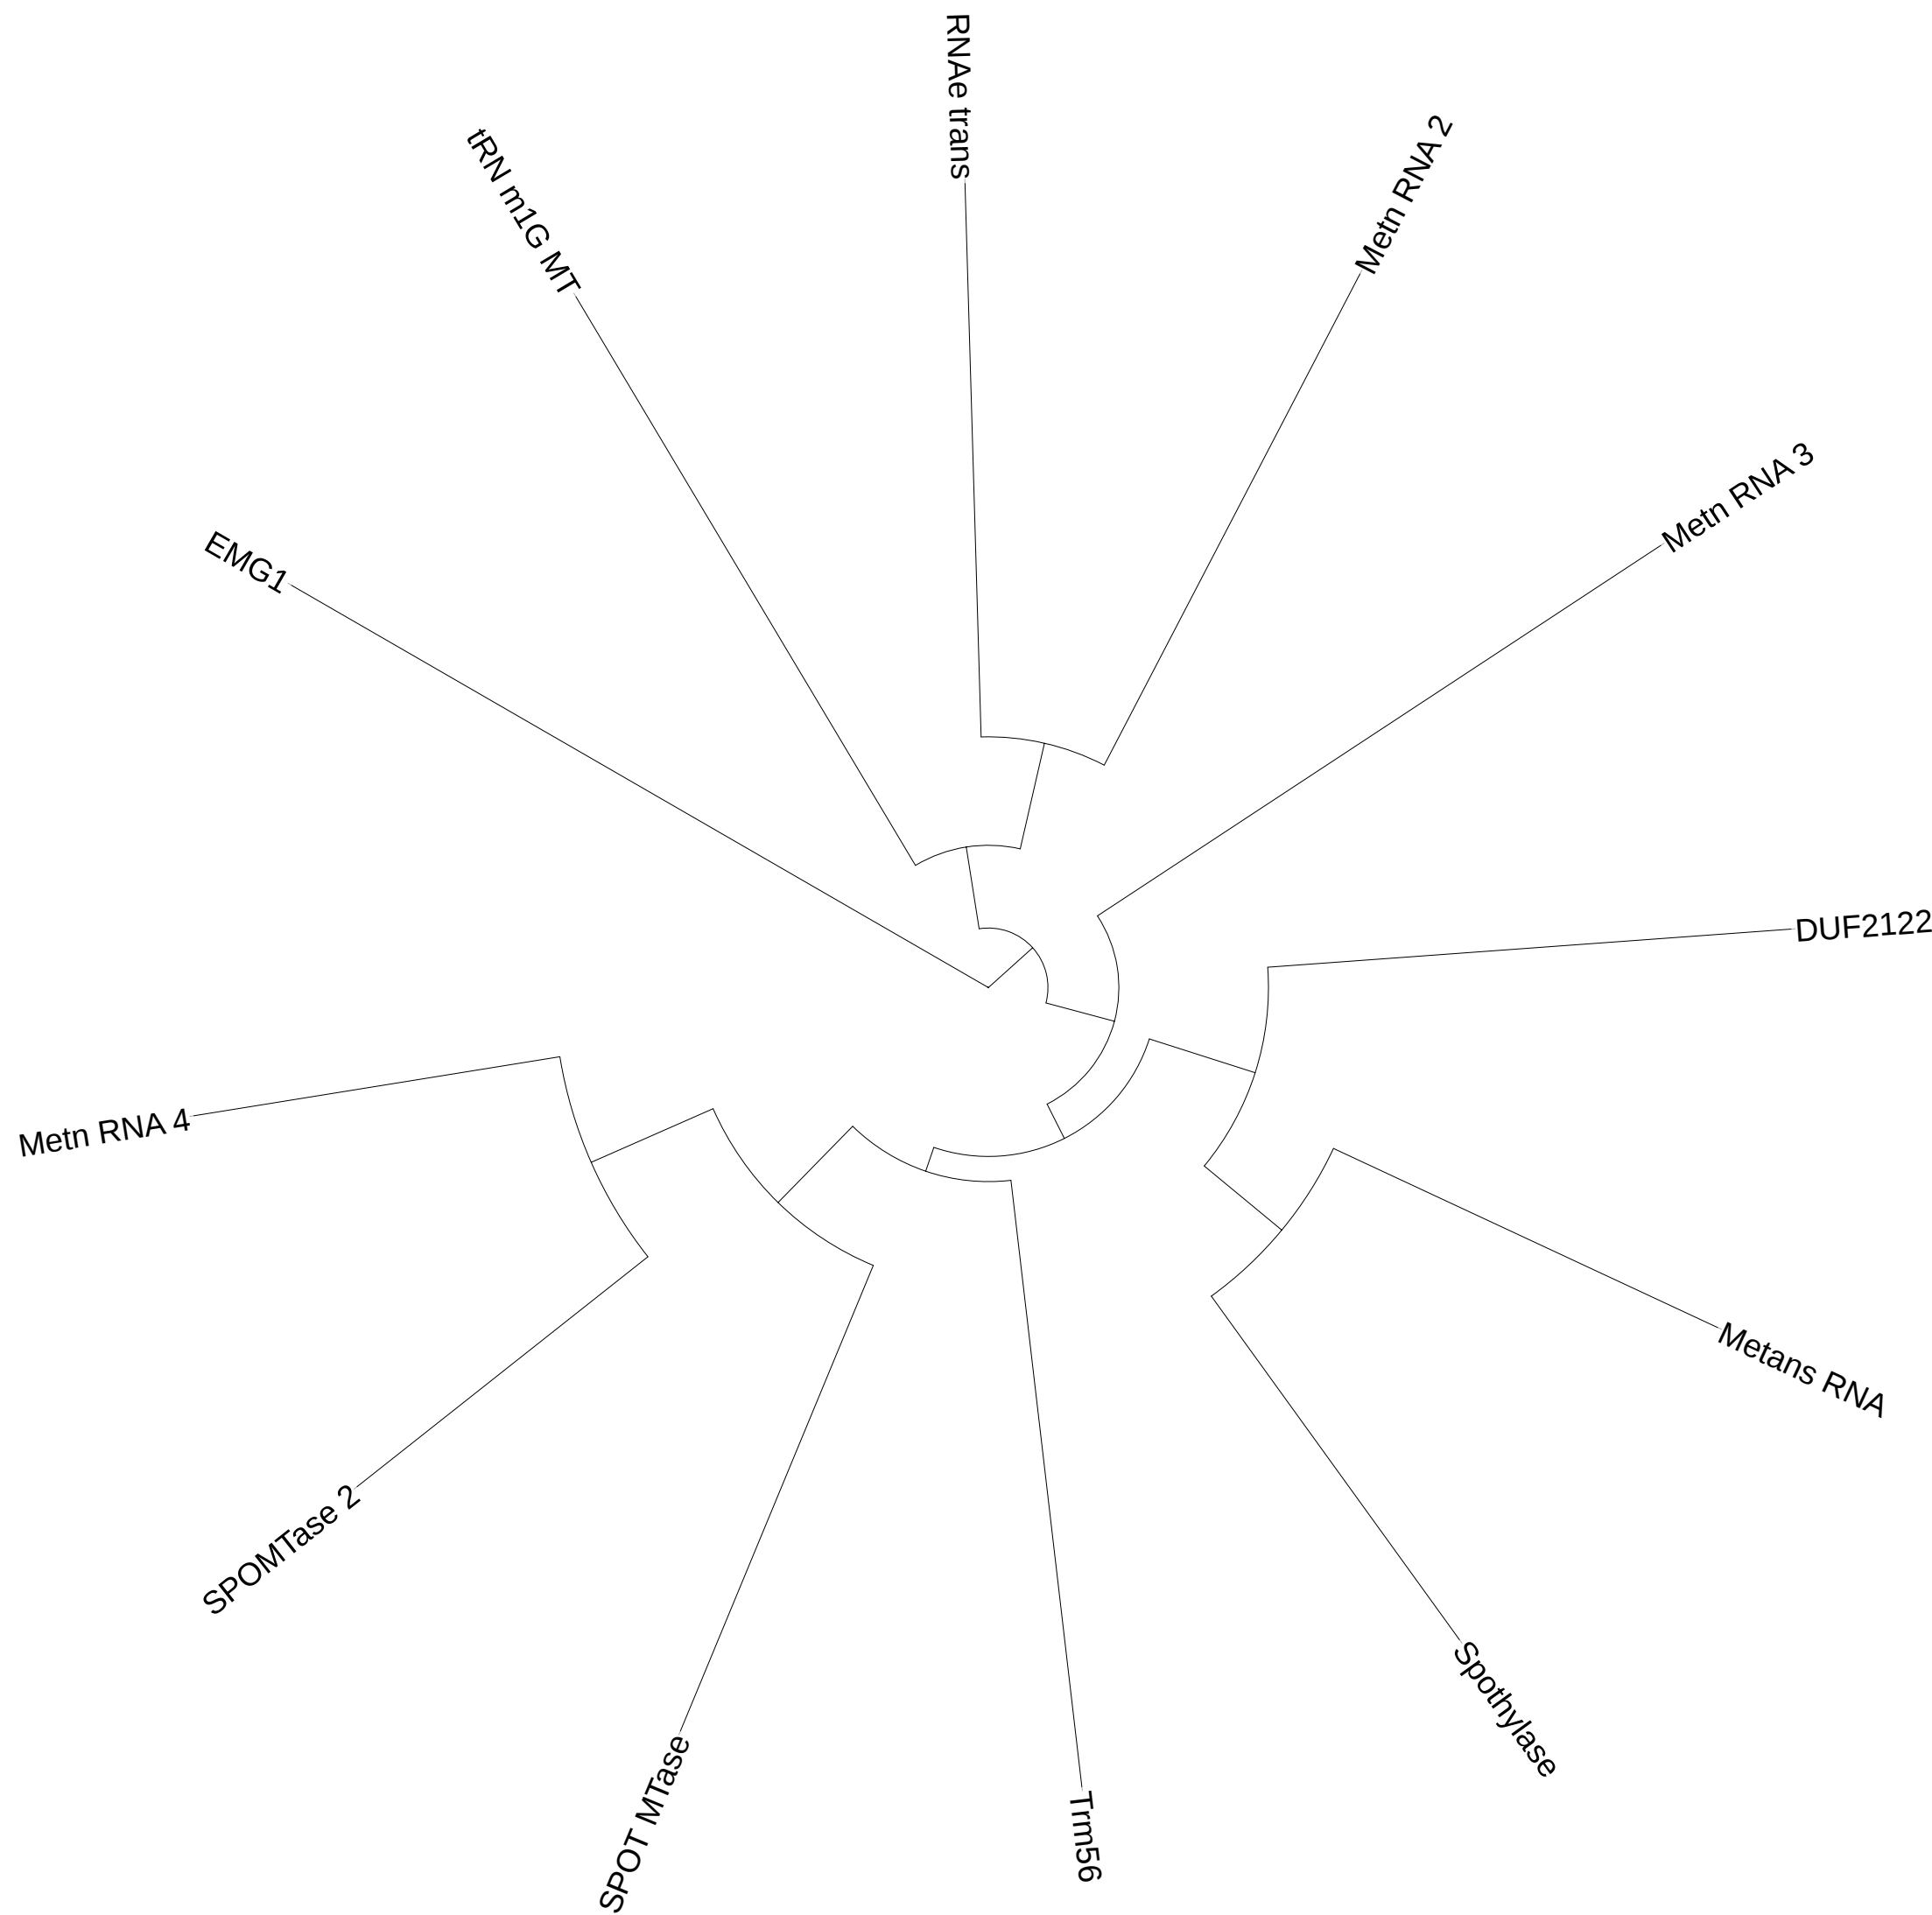 RNAe trans
Metn RNA 2
tRN m1G MT
Metn RNA 3
EMG1
DUF2122
Metn RNA 4
Metans RNA
SPOMTase 2
Spothylase
SPOT MTase
Trm56